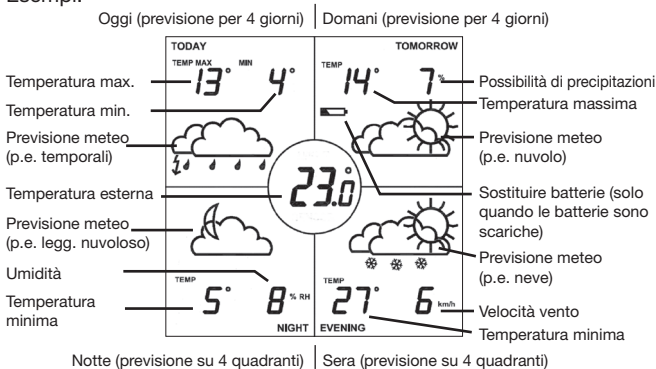 Oggi (previsione per 4 giorni) Domani (previsione per 4 giorni)
TODAY TOMORROW
TEMP MAX MIN TEMP
13° 4° 14° 7%
Temperatura max.
Temperatura min.
Previsione meteo
(p.e. temporali)
Temperatura esterna
Previsione meteo
(p.e. legg. nuvoloso)
Umidità
Temperatura
minima
23.0°
Possibilità di precipitazioni
Temperatura massima
Previsione meteo
(p.e. nuvolo)
Sostituire batterie (solo
quando le batterie sono
scariche)
Previsione meteo
(p.e. neve)
Velocità vento
Temperatura minima
TEMP TEMP
5° 8 % RH 27° 6 km/h
NIGHT EVENING
Notte (previsione su 4 quadranti) Sera (previsione su 4 quadranti)